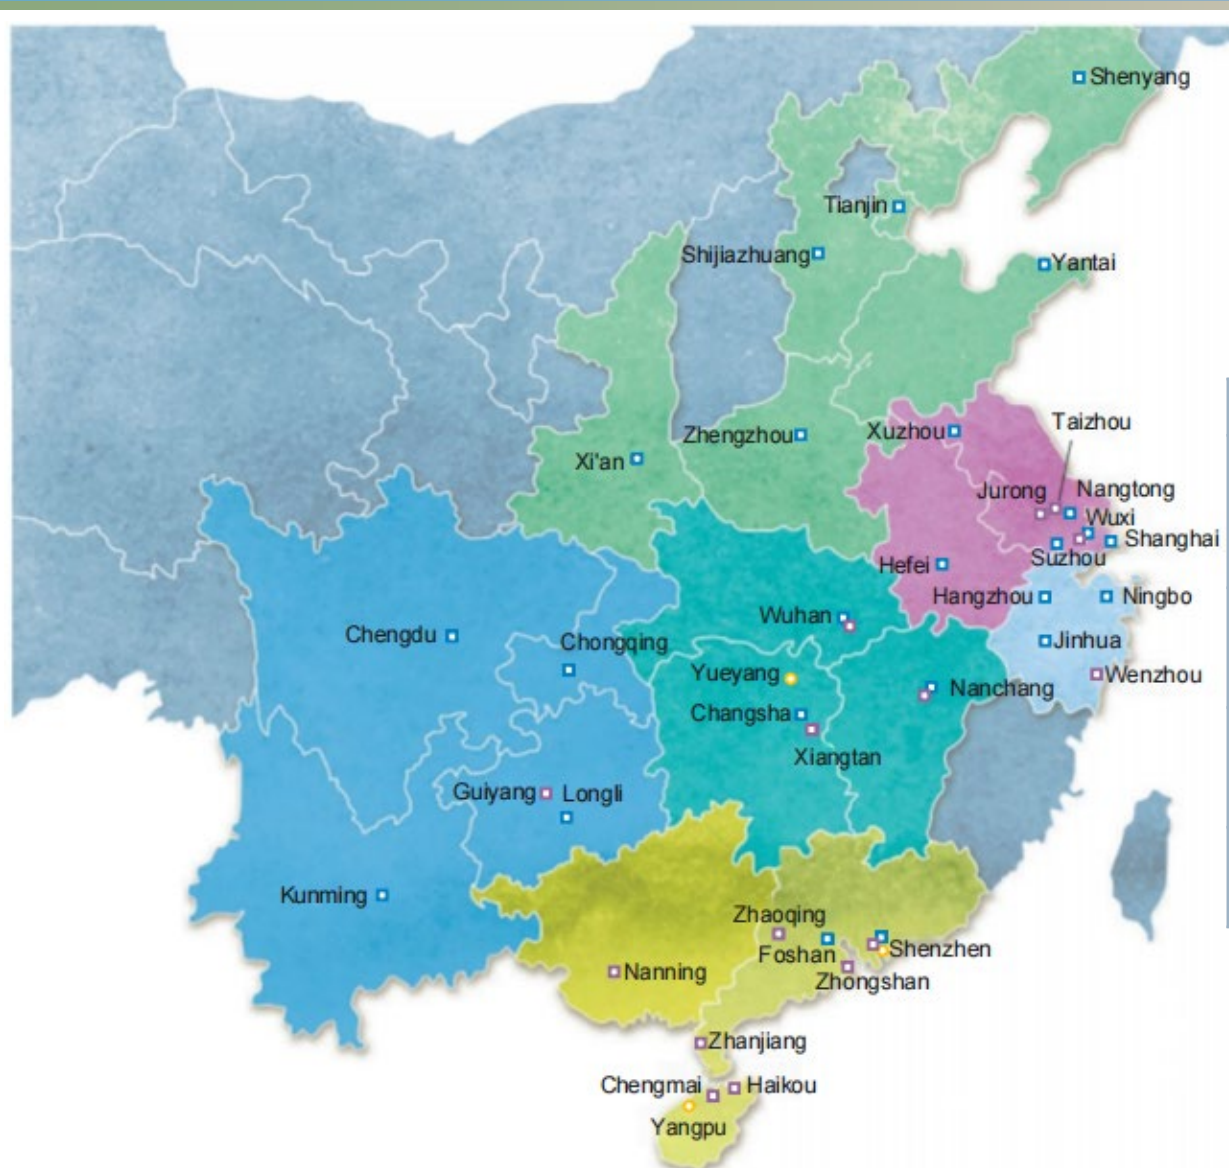 Shenyang
Tianjin
Shijiazhuang
Yantai
Taizhou
Zhengzhou
Xuzhou
Xi'an
Jurong
Nangtong
Wuxi
Shanghai
Suzhou
Hefei
Hangzhou
Ningbo
Wuhan
Chengdu
Chongqing
Jinhua
Yueyang
Wenzhou
Nanchang
Changsha
Xiangtan
Guiyang
Longli
Kunming
Zhaoqing
Foshan
Shenzhen
Nanning
Zhongshan
Zhanjiang
Chengmai
Haikou
Yangpu